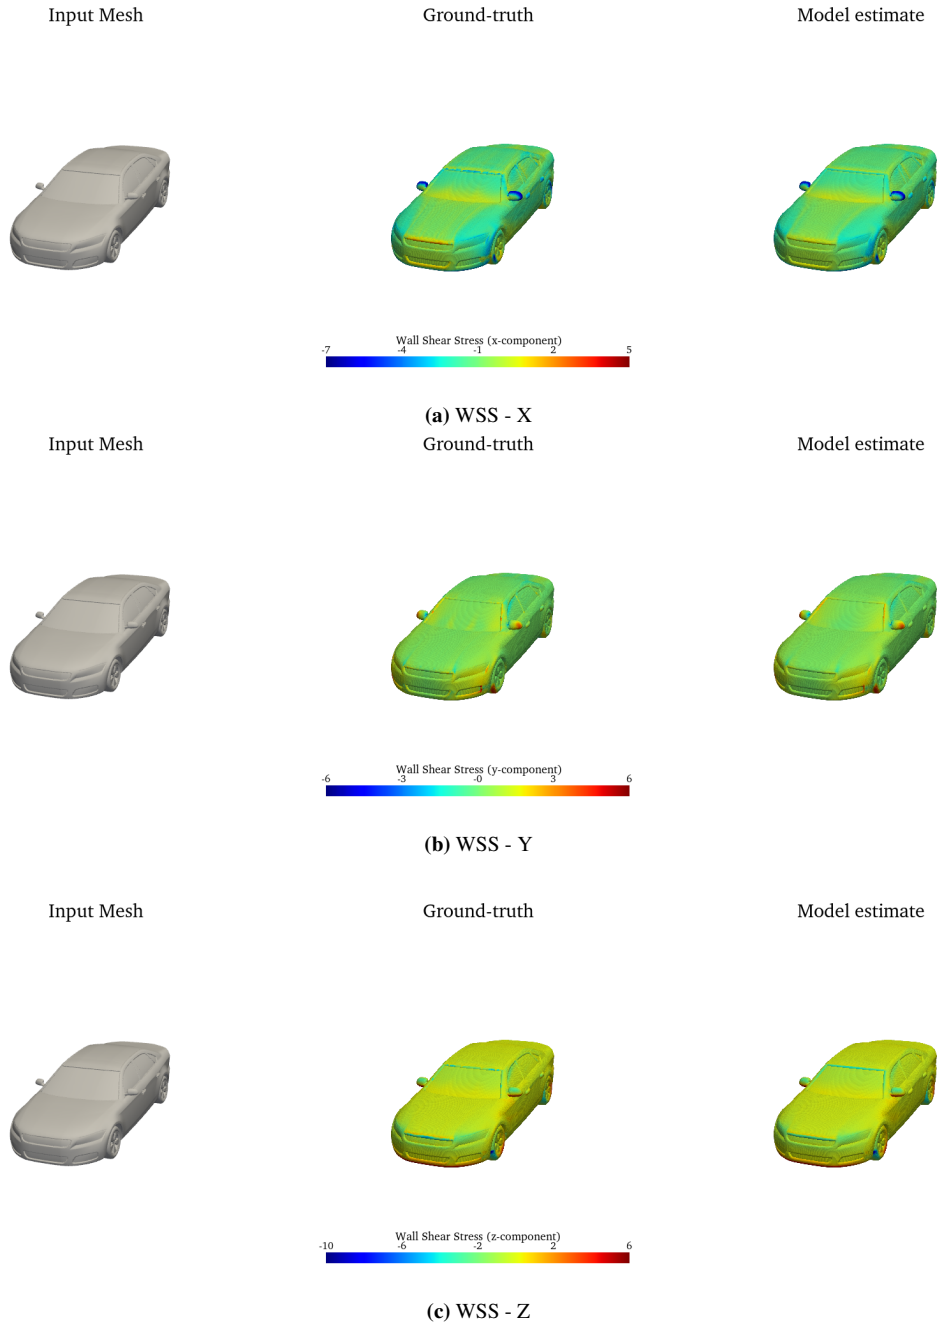 Input Mesh Ground-truth Model estimate
Wall Shear Stress (x-component)
-7 -4 -1 2 5
(a) WSS - X
Input Mesh Ground-truth Model estimate
Wall Shear Stress (y-component)
-6 -3 -0 3 6
(b) WSS - Y
Input Mesh Ground-truth Model estimate
Wall Shear Stress (z-component)
-10 -6 -2 2 6
(c) WSS - Z